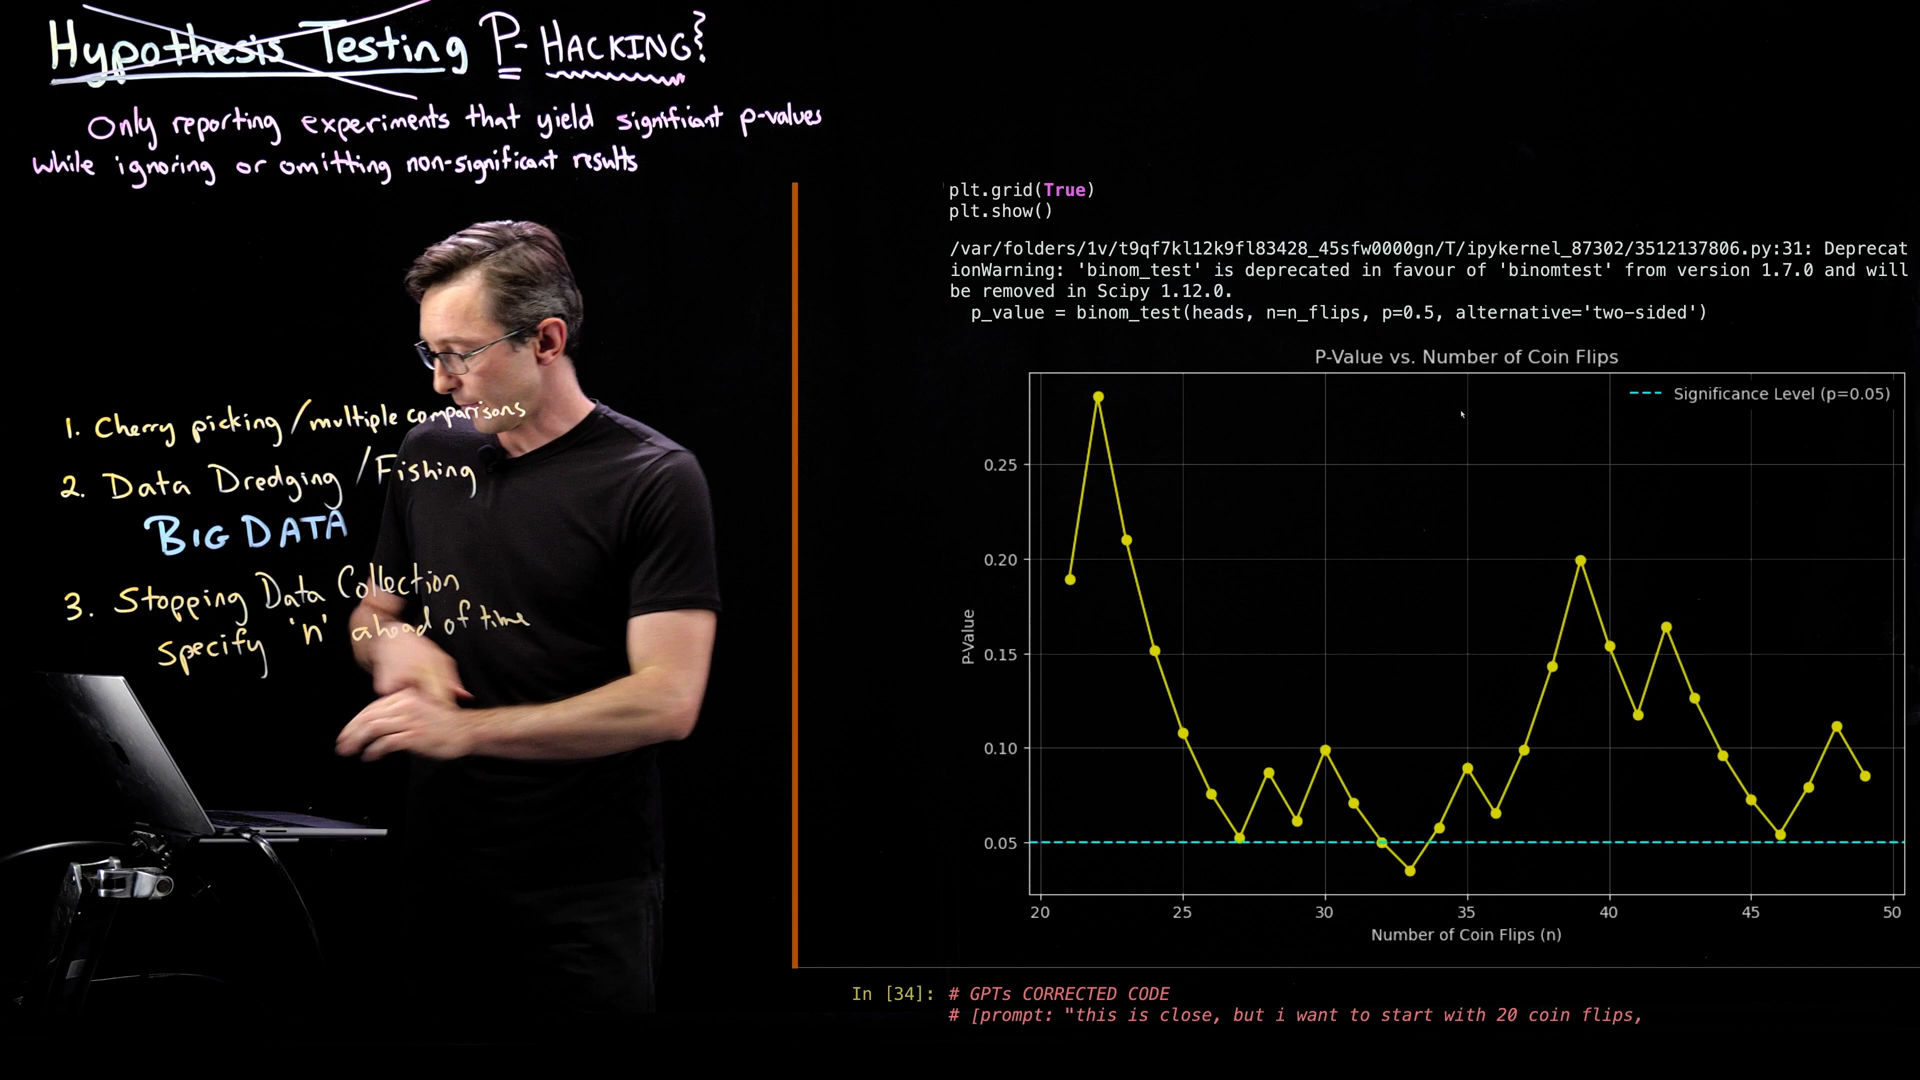 Hypothesis Testing P-HACKING!
Only reporting experiments that yield significant p-values
while ignoring or omitting non-significant results
1. Cherry picking / multiple comparisons
2. Data Dredging / Fishing
BIG DATA
3. Stopping Data Collection
specify 'n' ahead of time
plt.grid(True)
plt.show()
/var/folders/1v/t9qf7kl12k9fl83428_45sfw0000gn/T/ipykernel_87302/3512137806.py:31: Deprecat
ionWarning: 'binom_test' is deprecated in favour of 'binomtest' from version 1.7.0 and will
be removed in Scipy 1.12.0.
p_value = binom_test(heads, n=n_flips, p=0.5, alternative='two-sided')
P-Value vs. Number of Coin Flips
Significance Level (p=0.05)
0.25
0.20
0.15
0.10
0.05
P-Value
20 25 30 35 40 45 50
Number of Coin Flips (n)
In [34]: # GPTs CORRECTED CODE
# [prompt: "this is close, but i want to start with 20 coin flips,